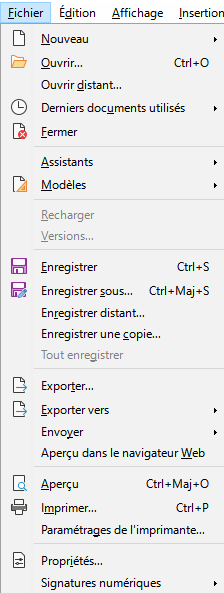 Fichier Édition Affichage Insertion
Nouveau
Ouvrir... Ctrl+O
Ouvrir distant...
Derniers documents utilisés
Fermer
Assistants
Modèles
Recharger
Versions...
Enregistrer Ctrl+S
Enregistrer sous... Ctrl+Maj+S
Enregistrer distant...
Enregistrer une copie...
Tout enregistrer
Exporter...
Exporter vers
Envoyer
Aperçu dans le navigateur Web
Aperçu Ctrl+Maj+O
Imprimer... Ctrl+P
Paramétrages de l'imprimante...
Propriétés...
Signatures numériques